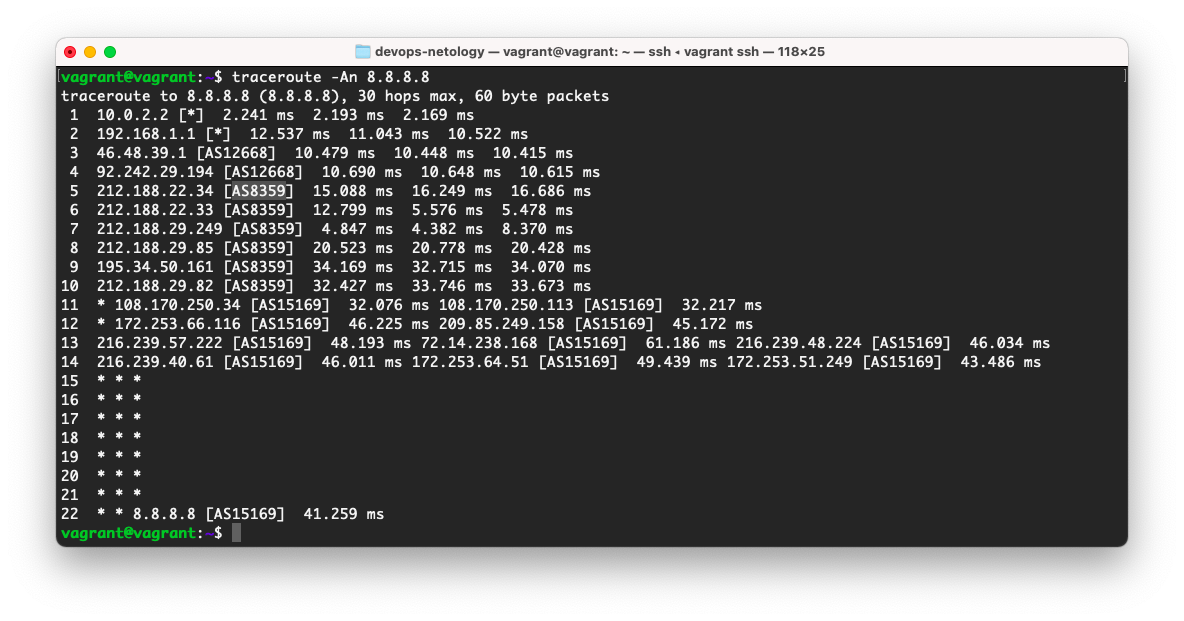 devops-netology — vagrant@vagrant: ~ — ssh ◂ vagrant ssh — 118×25
[vagrant@vagrant:~$ traceroute -An 8.8.8.8 ]
traceroute to 8.8.8.8 (8.8.8.8), 30 hops max, 60 byte packets
 1  10.0.2.2 [*]  2.241 ms  2.193 ms  2.169 ms
 2  192.168.1.1 [*]  12.537 ms  11.043 ms  10.522 ms
 3  46.48.39.1 [AS12668]  10.479 ms  10.448 ms  10.415 ms
 4  92.242.29.194 [AS12668]  10.690 ms  10.648 ms  10.615 ms
 5  212.188.22.34 [AS8359]  15.088 ms  16.249 ms  16.686 ms
 6  212.188.22.33 [AS8359]  12.799 ms  5.576 ms  5.478 ms
 7  212.188.29.249 [AS8359]  4.847 ms  4.382 ms  8.370 ms
 8  212.188.29.85 [AS8359]  20.523 ms  20.778 ms  20.428 ms
 9  195.34.50.161 [AS8359]  34.169 ms  32.715 ms  34.070 ms
10  212.188.29.82 [AS8359]  32.427 ms  33.746 ms  33.673 ms
11  * 108.170.250.34 [AS15169]  32.076 ms 108.170.250.113 [AS15169]  32.217 ms
12  * 172.253.66.116 [AS15169]  46.225 ms 209.85.249.158 [AS15169]  45.172 ms
13  216.239.57.222 [AS15169]  48.193 ms 72.14.238.168 [AS15169]  61.186 ms 216.239.48.224 [AS15169]  46.034 ms
14  216.239.40.61 [AS15169]  46.011 ms 172.253.64.51 [AS15169]  49.439 ms 172.253.51.249 [AS15169]  43.486 ms
15  * * *
16  * * *
17  * * *
18  * * *
19  * * *
20  * * *
21  * * *
22  * * 8.8.8.8 [AS15169]  41.259 ms
vagrant@vagrant:~$